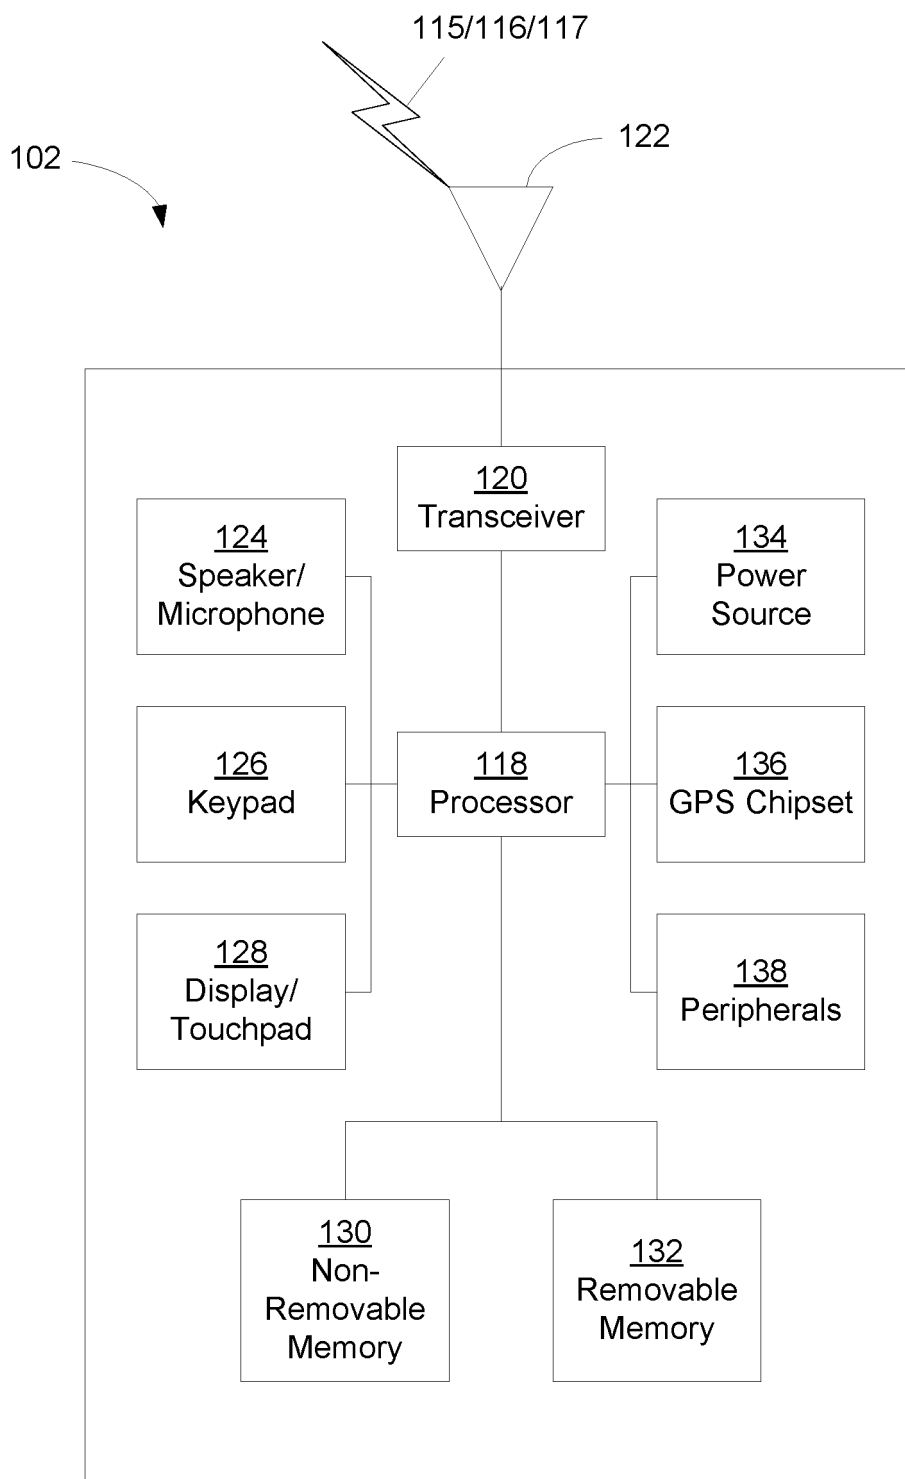 115/116/117
122
102
120
Transceiver
124
Speaker/
Microphone
134
Power
Source
126
Keypad
118
Processor
136
GPS Chipset
128
Display/
Touchpad
138
Peripherals
130
Non-
Removable
Memory
132
Removable
Memory